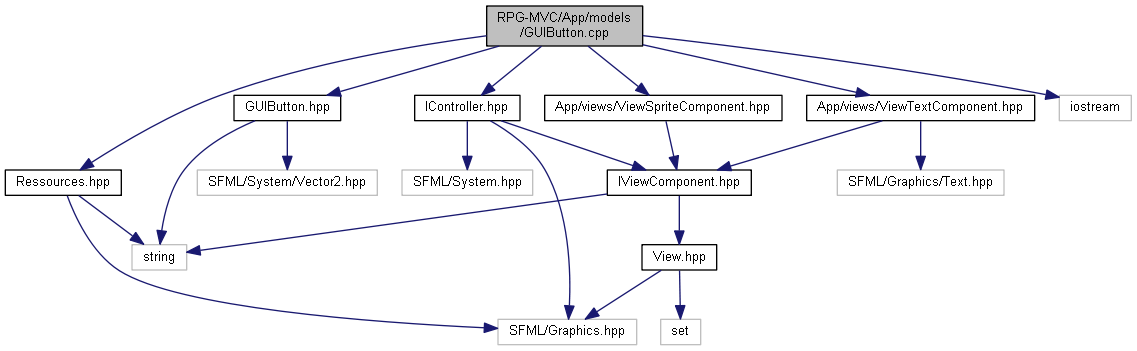 RPG-MVC/App/models
/GUIButton.cpp
GUIButton.hpp
IController.hpp
App/views/ViewSpriteComponent.hpp
App/views/ViewTextComponent.hpp
iostream
Ressources.hpp
SFML/System/Vector2.hpp
SFML/System.hpp
IViewComponent.hpp
SFML/Graphics/Text.hpp
string
View.hpp
SFML/Graphics.hpp
set